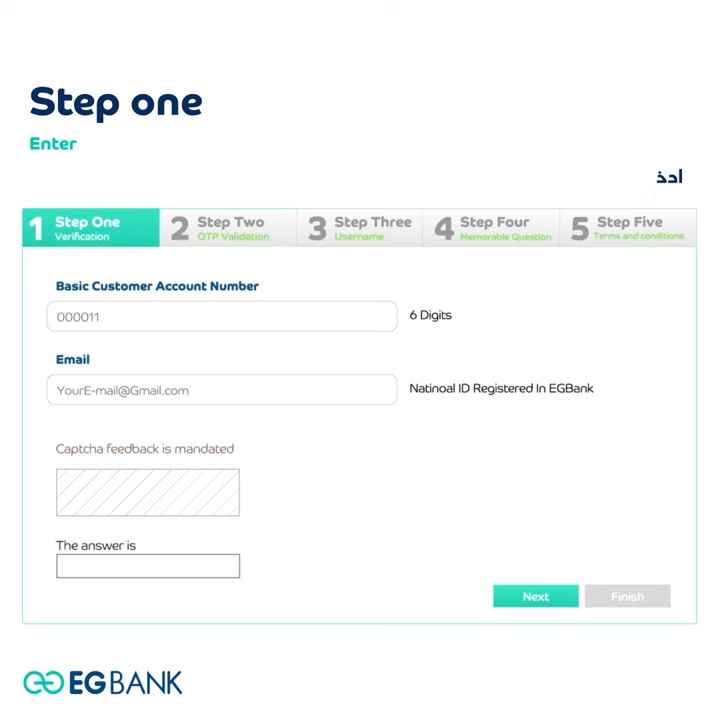 Step one
Enter
ادخ
1 Step One
Verification
2 Step Two
OTP Validation
3 Step Three
Username
4 Step Four
Memorable Question
5 Step Five
Terms and conditions
Basic Customer Account Number
000011
6 Digits
Email
YourE-mail@Gmail.com
Natinoal ID Registered In EGBank
Captcha feedback is mandated
The answer is
Next
Finish
EGBANK